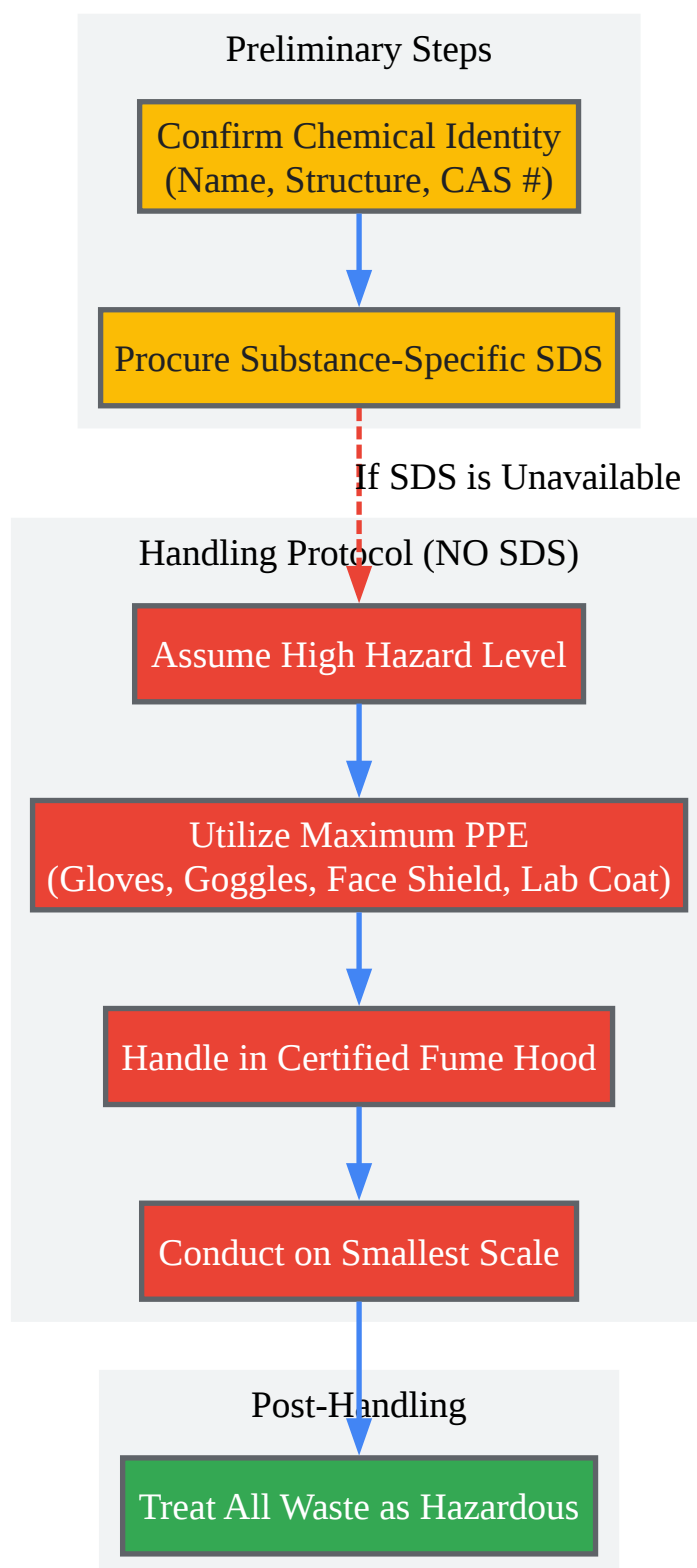 Preliminary Steps
Confirm Chemical Identity
(Name, Structure, CAS #)
Procure Substance-Specific SDS
If SDS is Unavailable
Handling Protocol (NO SDS)
Assume High Hazard Level
Utilize Maximum PPE
(Gloves, Goggles, Face Shield, Lab Coat)
Handle in Certified Fume Hood
Conduct on Smallest Scale
Post-Handling
Treat All Waste as Hazardous